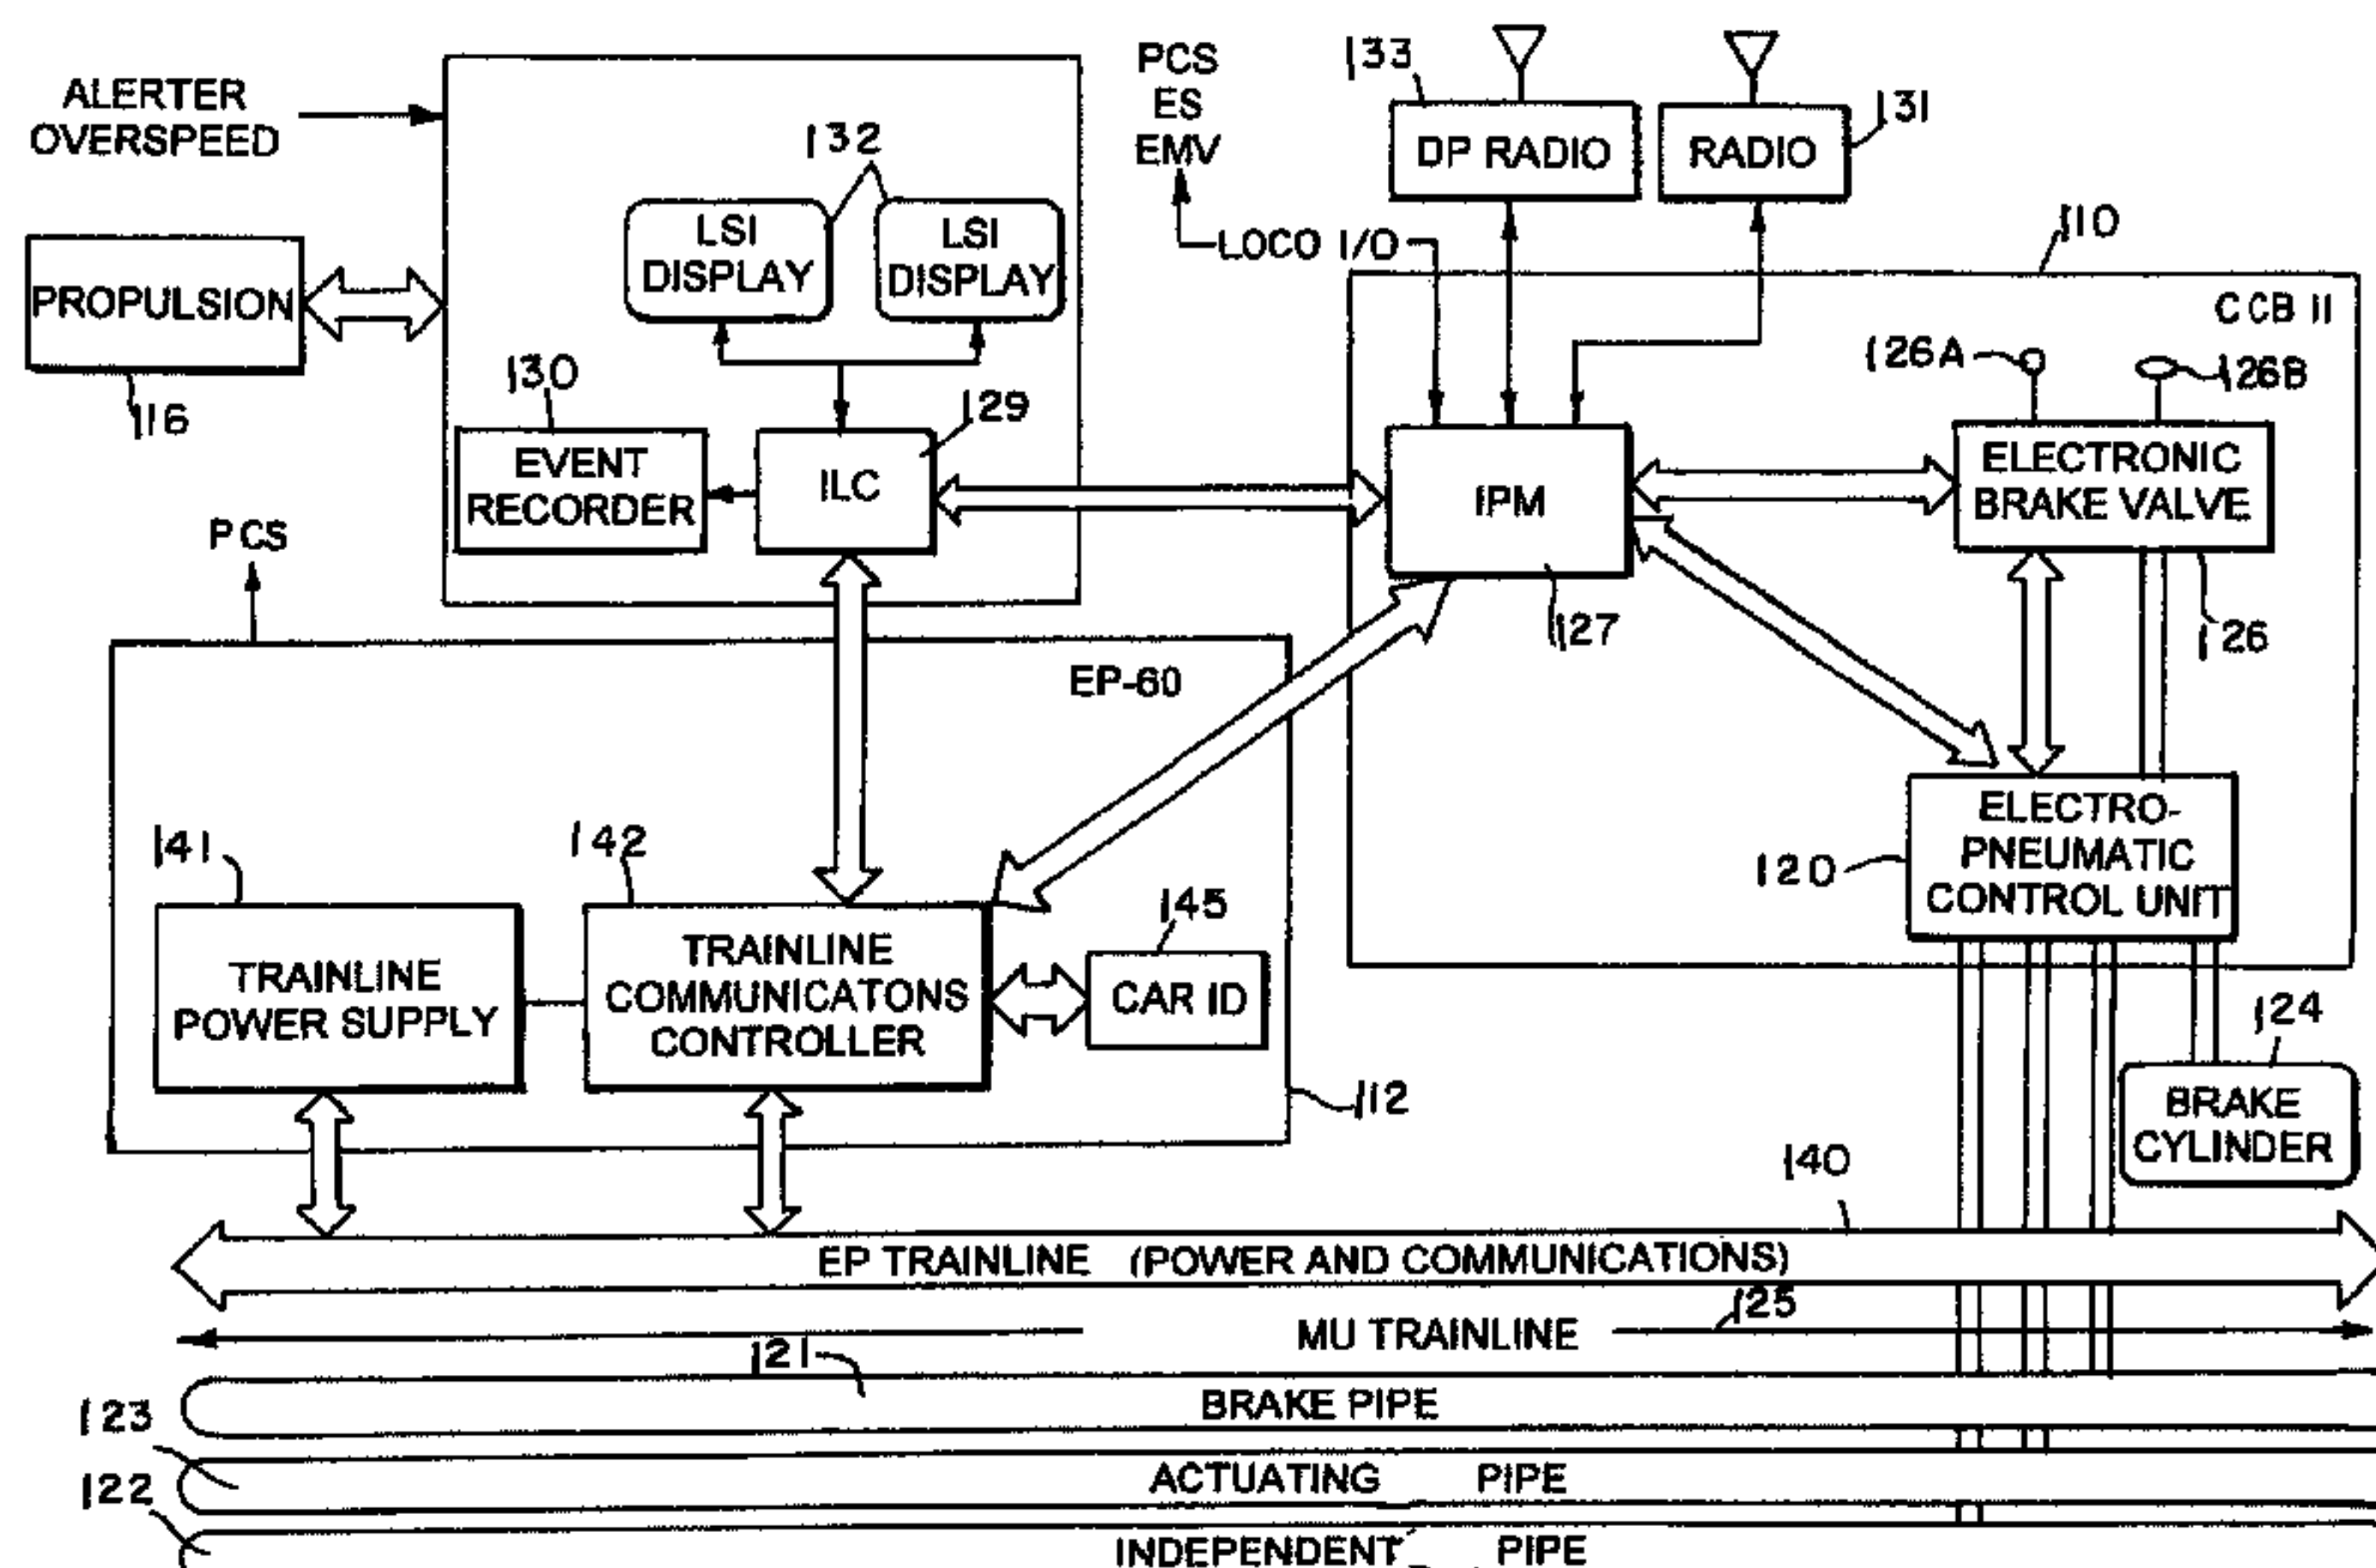 ALERTER
OVERSPEED
PROPULSION
116
132
LSI
DISPLAY
LSI
DISPLAY
130
EVENT
RECORDER
129
ILC
PCS
ES
EMV
LOCO I/O
133
DP RADIO
131
RADIO
110
CCB II
126A
126B
IPM
127
ELECTRONIC
BRAKE VALVE
126
ELECTRO-
PNEUMATIC
CONTROL UNIT
120
PCS
EP-60
141
TRAINLINE
POWER SUPPLY
142
TRAINLINE
COMMUNICATONS
CONTROLLER
145
CAR ID
112
124
BRAKE
CYLINDER
140
EP TRAINLINE (POWER AND COMMUNICATIONS)
125
MU TRAINLINE
121
BRAKE PIPE
123
ACTUATING PIPE
122
INDEPENDENT PIPE